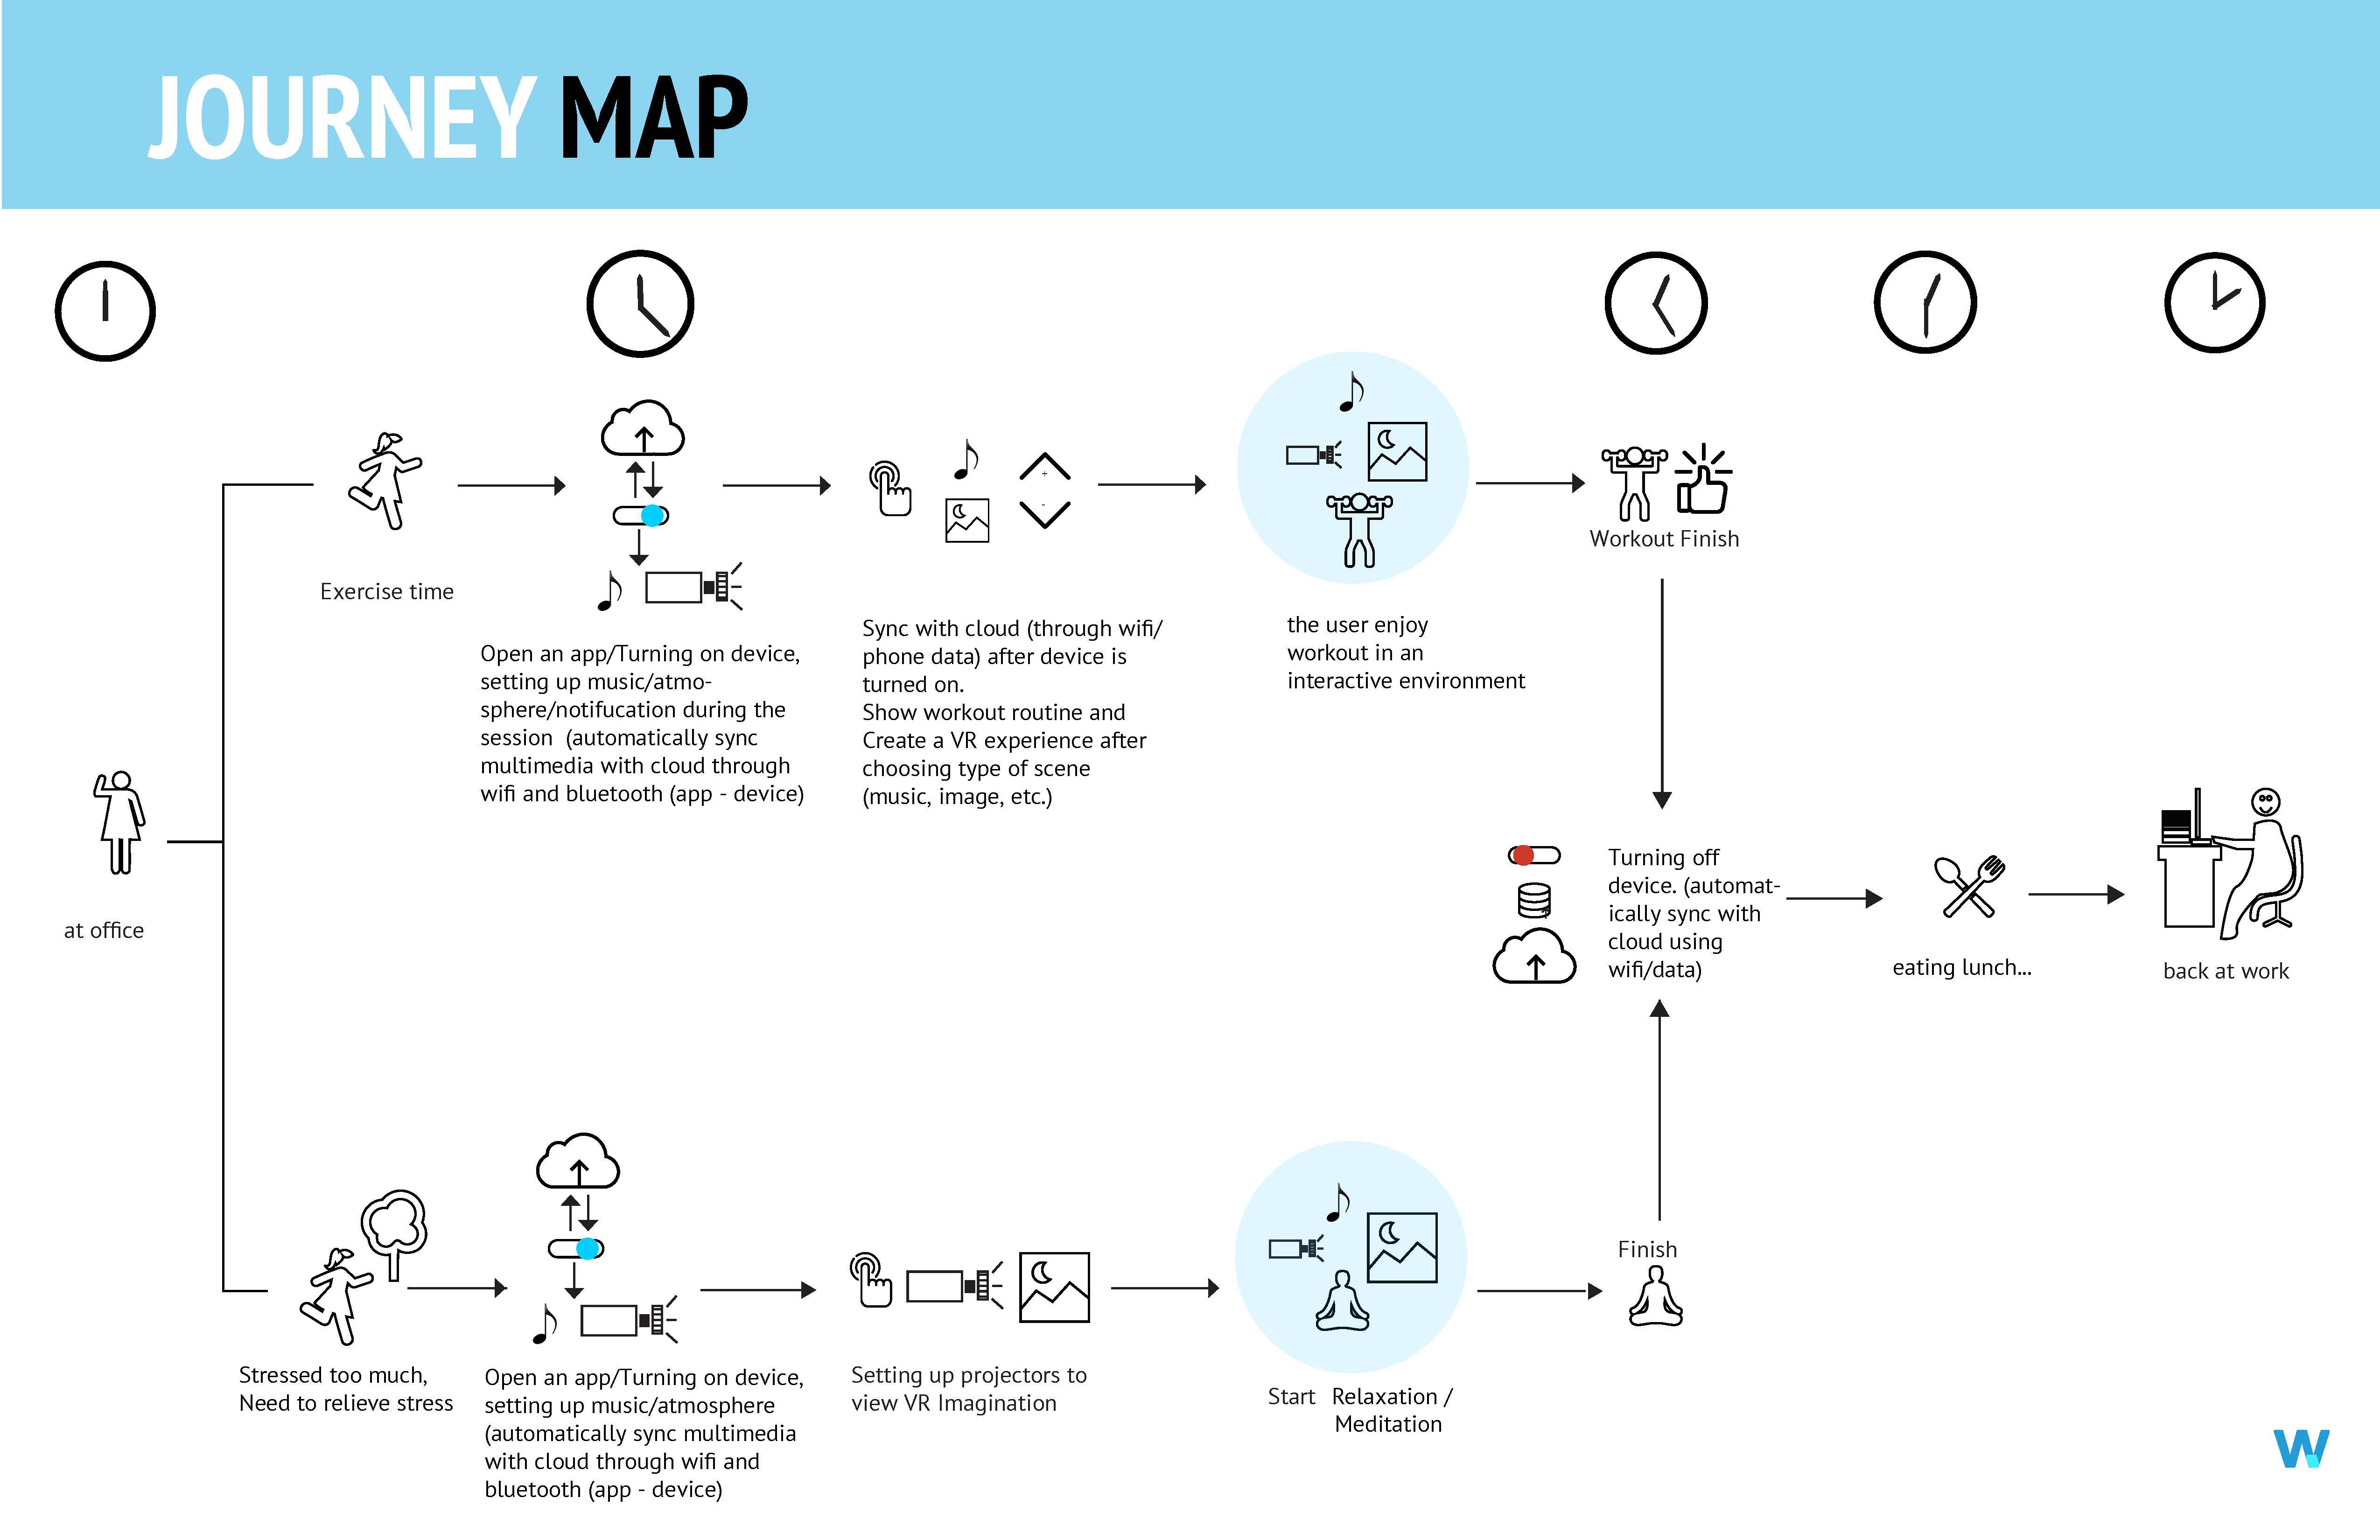 JOURNEY MAP
Exercise time
Open an app/Turning on device,
setting up music/atmo-
sphere/notifucation during the
session (automatically sync
multimedia with cloud through
wifi and bluetooth (app - device)
Sync with cloud (through wifi/
phone data) after device is
turned on.
Show workout routine and
Create a VR experience after
choosing type of scene
(music, image, etc.)
+
-
the user enjoy
workout in an
interactive environment
Workout Finish
at office
Turning off
device. (automat-
ically sync with
cloud using
wifi/data)
eating lunch...
back at work
Stressed too much,
Need to relieve stress
Open an app/Turning on device,
setting up music/atmosphere
(automatically sync multimedia
with cloud through wifi and
bluetooth (app - device)
Setting up projectors to
view VR Imagination
Start Relaxation /
Meditation
Finish
W